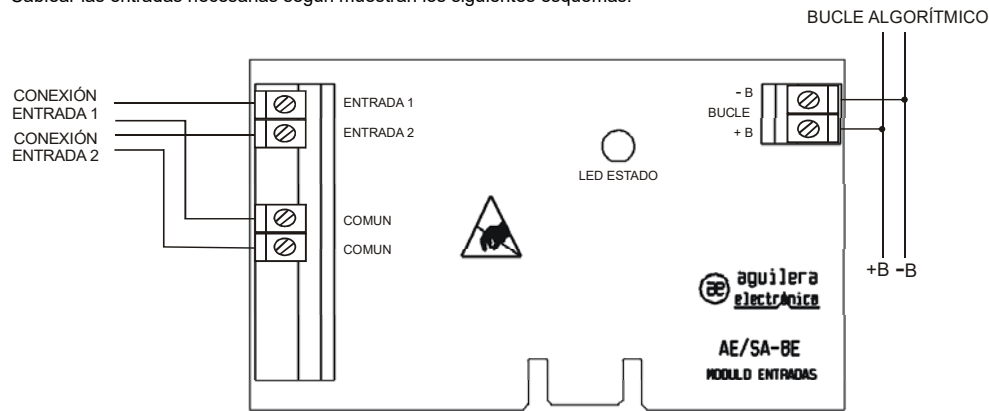 Cablear las entradas necesarias según muestran los siguientes esquemas:
BUCLE ALGORÍTMICO
CONEXIÓN
ENTRADA 1
CONEXIÓN
ENTRADA 2
ENTRADA 1
ENTRADA 2
COMUN
COMUN
LED ESTADO
- B
BUCLE
+ B
+B -B
ae aguilera
electrónica
AE/SA-8E
MODULO ENTRADAS